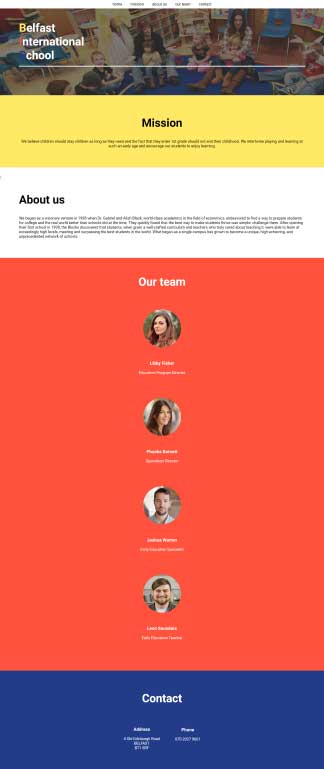 home mission about us our team contact
Belfast
International
School
Mission
We believe children should stay children as long as they need and the fact that they enter 1st grade should not end their childhood. We intertwine playing and learning at
such an early age and encourage our students to enjoy learning.
About us
We began as a visionary venture in 1998 when Dr. Gabriel and Allah Black, world-class academics in the field of economics, endeavored to find a way to prepare students
for college and the real world better than schools did at the time. They quickly found that the best way to make students thrive was simple: challenge them. After opening
their first school in 1998, the Blacks discovered that students, when given a well-crafted curriculum and teachers who truly cared about teaching it, were able to learn at
exceedingly high levels, meeting and surpassing the best students in the world. What began as a single campus has grown to become a unique, high-achieving, and
unprecedented network of schools.
Our team
Libby Fisher
Education Program Director
Phoebe Barnett
Operations Director
Joshua Warren
Early Education Specialist
Leon Saunders
Early Education Teacher
Contact
Address Phone
6 Old Edinburgh Road
BELFAST
BT1 6RF
070 2007 9601